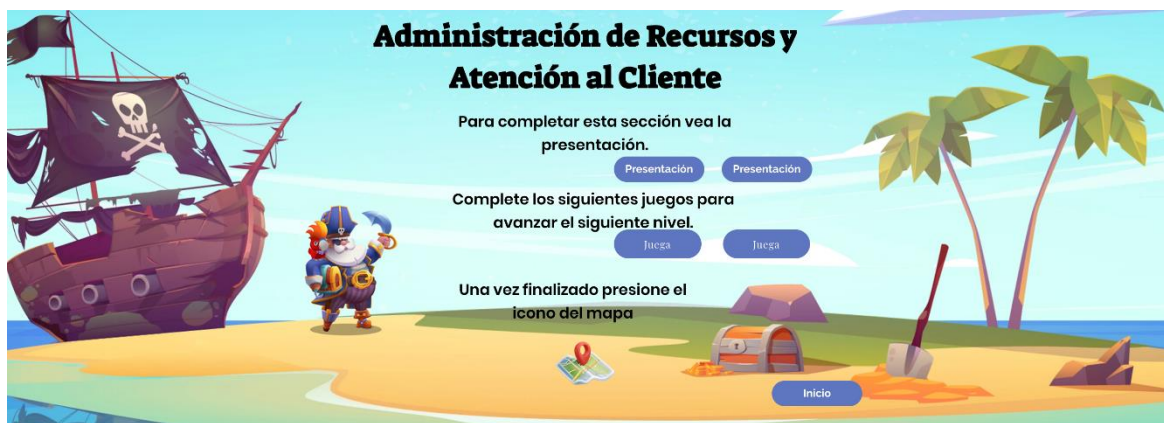 Administración de Recursos y
Atención al Cliente
Para completar esta sección vea la
presentación.
Presentación
Presentación
Complete los siguientes juegos para
avanzar el siguiente nivel.
Juega
Juega
Una vez finalizado presione el
icono del mapa
Inicio